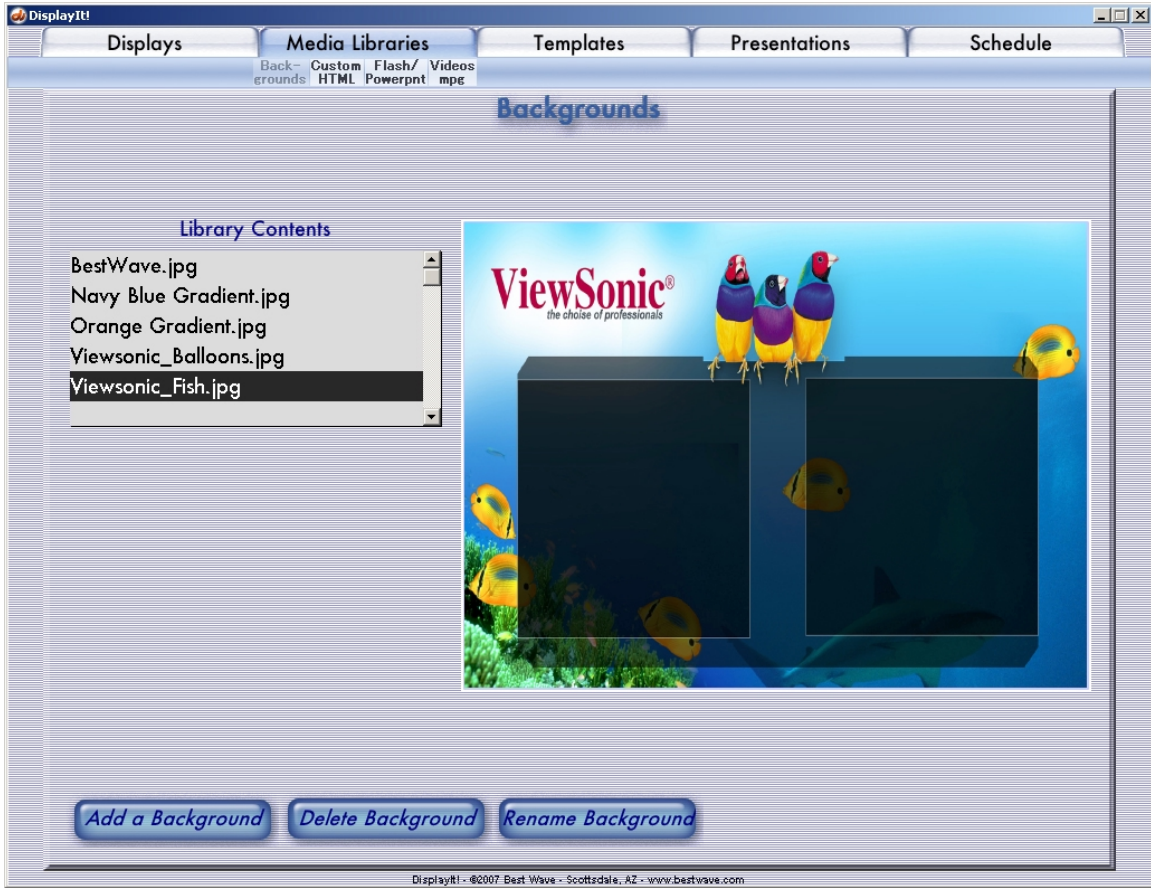 DisplayIt!
Displays
Media Libraries
Templates
Presentations
Schedule
Back-
grounds
Custom
HTML
Flash/
Powerpnt
Videos
mpg
Backgrounds
Library Contents
BestWave.jpg
Navy Blue Gradient.jpg
Orange Gradient.jpg
Viewsonic_Balloons.jpg
Viewsonic_Fish.jpg
ViewSonic®
the choise of professionals
Add a Background
Delete Background
Rename Background
DisplayIt! - ©2007 Best Wave - Scottsdale, AZ - www.bestwave.com